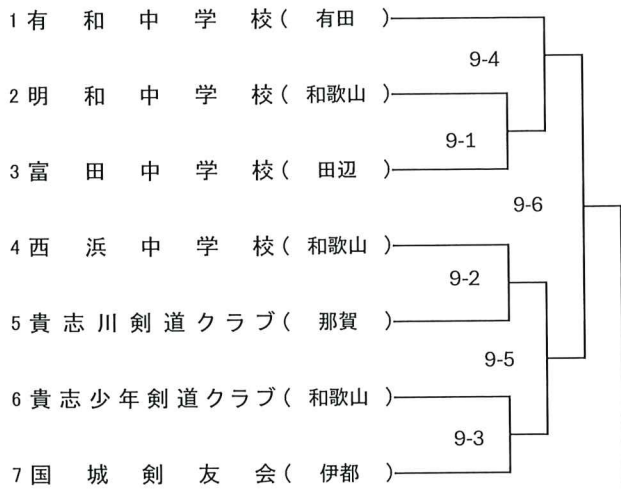 1 有和中学校( 有田 )
9-4
2 明和中学校( 和歌山 )
9-1
3 富田中学校( 田辺 )
9-6
4 西浜中学校( 和歌山 )
9-2
5 貴志川剣道クラブ( 那賀 )
9-5
6 貴志少年剣道クラブ( 和歌山 )
9-3
7 国城剣友会( 伊都 )